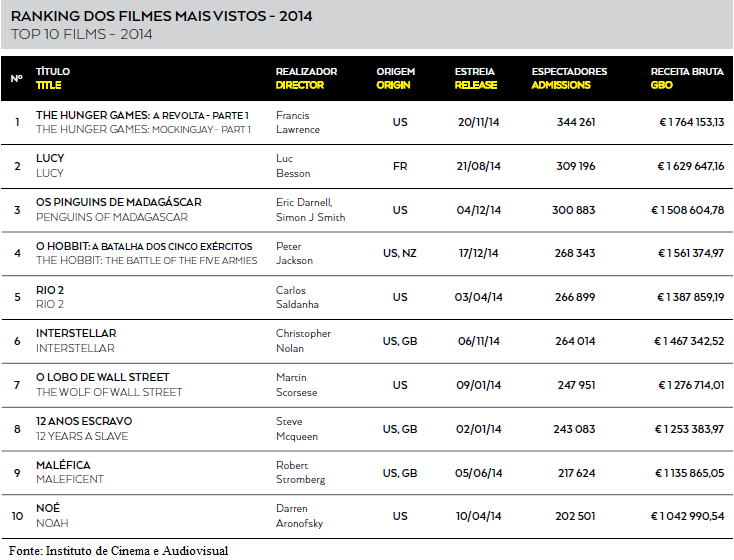 RANKING DOS FILMES MAIS VISTOS - 2014
TOP 10 FILMS - 2014
Nº TÍTULO TITLE REALIZADOR DIRECTOR ORIGEM ORIGIN ESTREIA RELEASE ESPECTADORES ADMISSIONS RECEITA BRUTA GBO
1 THE HUNGER GAMES: A REVOLTA - PARTE 1 THE HUNGER GAMES: MOCKINGJAY - PART 1 Francis Lawrence US 20/11/14 344 261 € 1 764 153,13
2 LUCY LUCY Luc Besson FR 21/08/14 309 196 € 1 629 647,16
3 OS PINGUINS DE MADAGÁSCAR PENGUINS OF MADAGASCAR Eric Darnell, Simon J Smith US 04/12/14 300 883 € 1 508 604,78
4 O HOBBIT: A BATALHA DOS CINCO EXÉRCITOS THE HOBBIT: THE BATTLE OF THE FIVE ARMIES Peter Jackson US, NZ 17/12/14 268 343 € 1 561 374,97
5 RIO 2 RIO 2 Carlos Saldanha US 03/04/14 266 899 € 1 387 859,19
6 INTERSTELLAR INTERSTELLAR Christopher Nolan US, GB 06/11/14 264 014 € 1 467 342,52
7 O LOBO DE WALL STREET THE WOLF OF WALL STREET Martin Scorsese US 09/01/14 247 951 € 1 276 714,01
8 12 ANOS ESCRAVO 12 YEARS A SLAVE Steve Mcqueen US, GB 02/01/14 243 083 € 1 253 383,97
9 MALÉFICA MALEFICENT Robert Stromberg US, GB 05/06/14 217 624 € 1 135 865,05
10 NOÉ NOAH Darren Aronofsky US 10/04/14 202 501 € 1 042 990,54
Fonte: Instituto de Cinema e Audiovisual